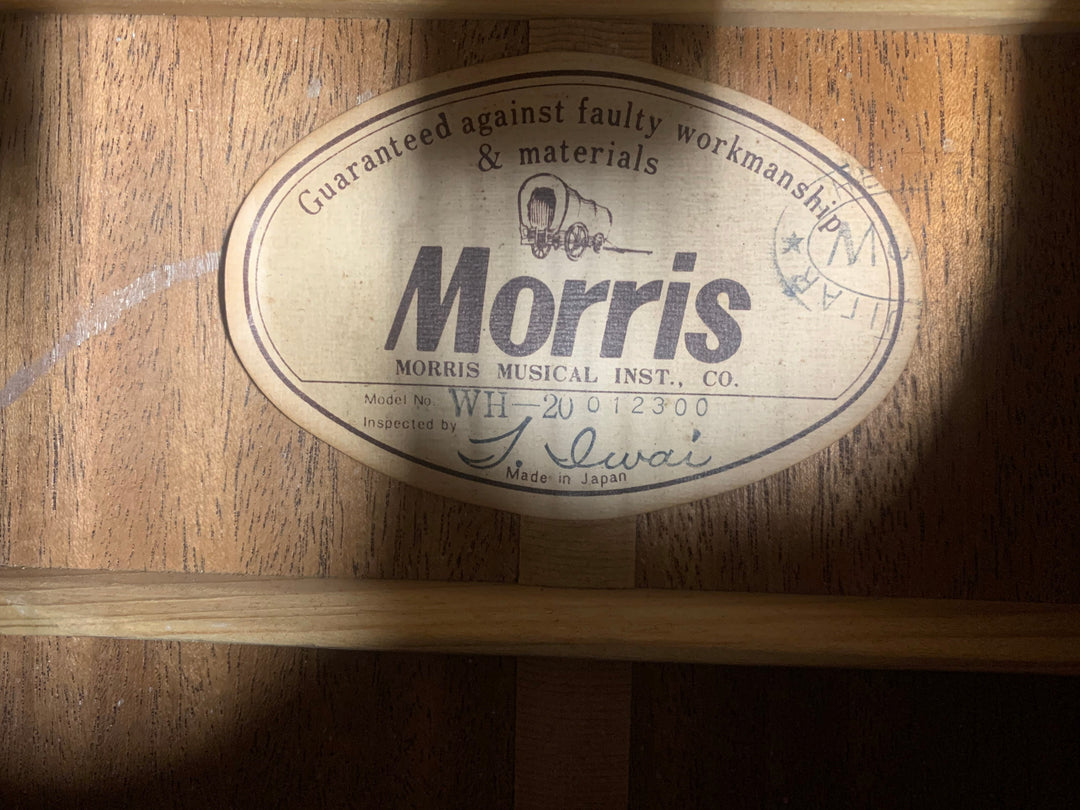 Guaranteed against faulty workmanship
& materials
Morris
MORRIS MUSICAL INST., CO.
Model No. WH-20 012300
Inspected by T. Iwai
Made in Japan
W